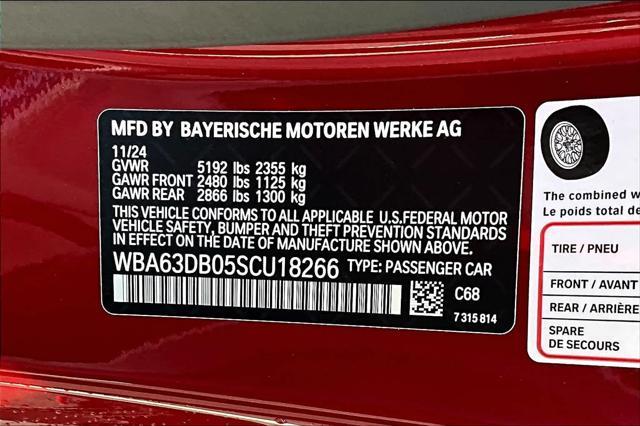 MFD BY BAYERISCHE MOTOREN WERKE AG
11/24
GVWR 5192 lbs 2355 kg
GAWR FRONT 2480 lbs 1125 kg
GAWR REAR 2866 lbs 1300 kg
THIS VEHICLE CONFORMS TO ALL APPLICABLE U.S.FEDERAL MOTOR
VEHICLE SAFETY, BUMPER AND THEFT PREVENTION STANDARDS
IN EFFECT ON THE DATE OF MANUFACTURE SHOWN ABOVE.
WBA63DB05SCU18266 TYPE: PASSENGER CAR
C68
7 315 814
The combined w
Le poids total de
TIRE / PNEU
FRONT / AVANT
REAR / ARRIÈRE
SPARE
DE SECOURS